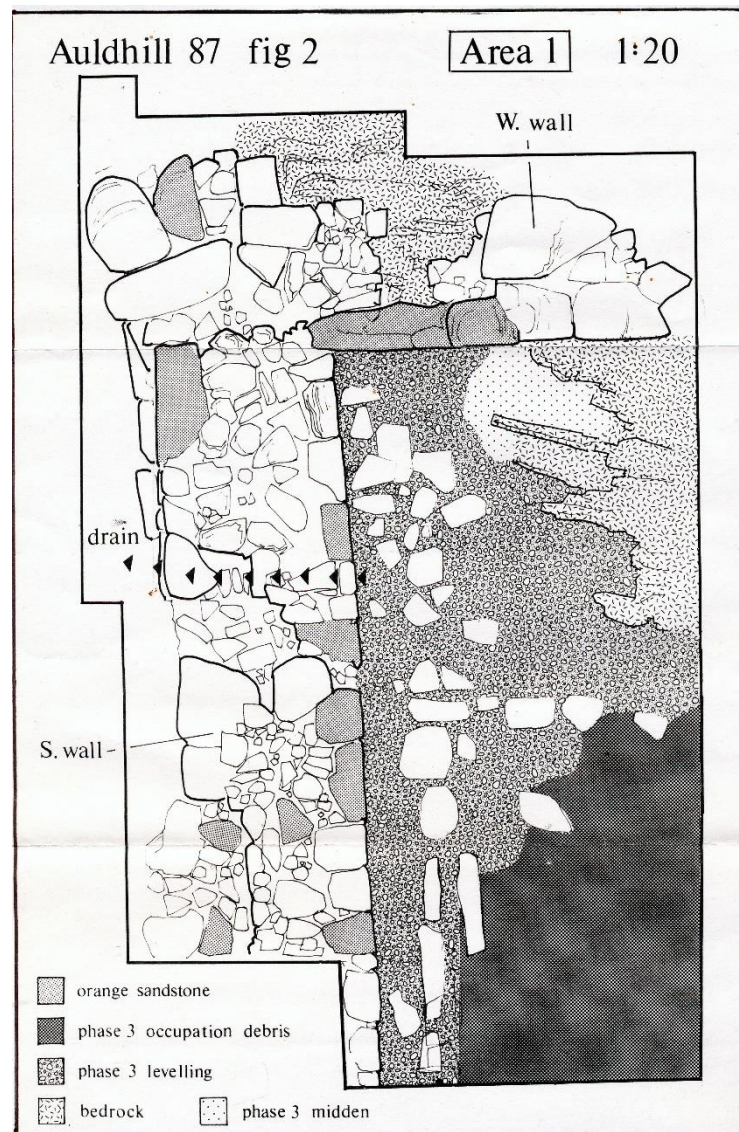 Auldhill 87 fig 2 Area 1 1:20
W. wall
drain
S. wall
orange sandstone
phase 3 occupation debris
phase 3 levelling
bedrock phase 3 midden